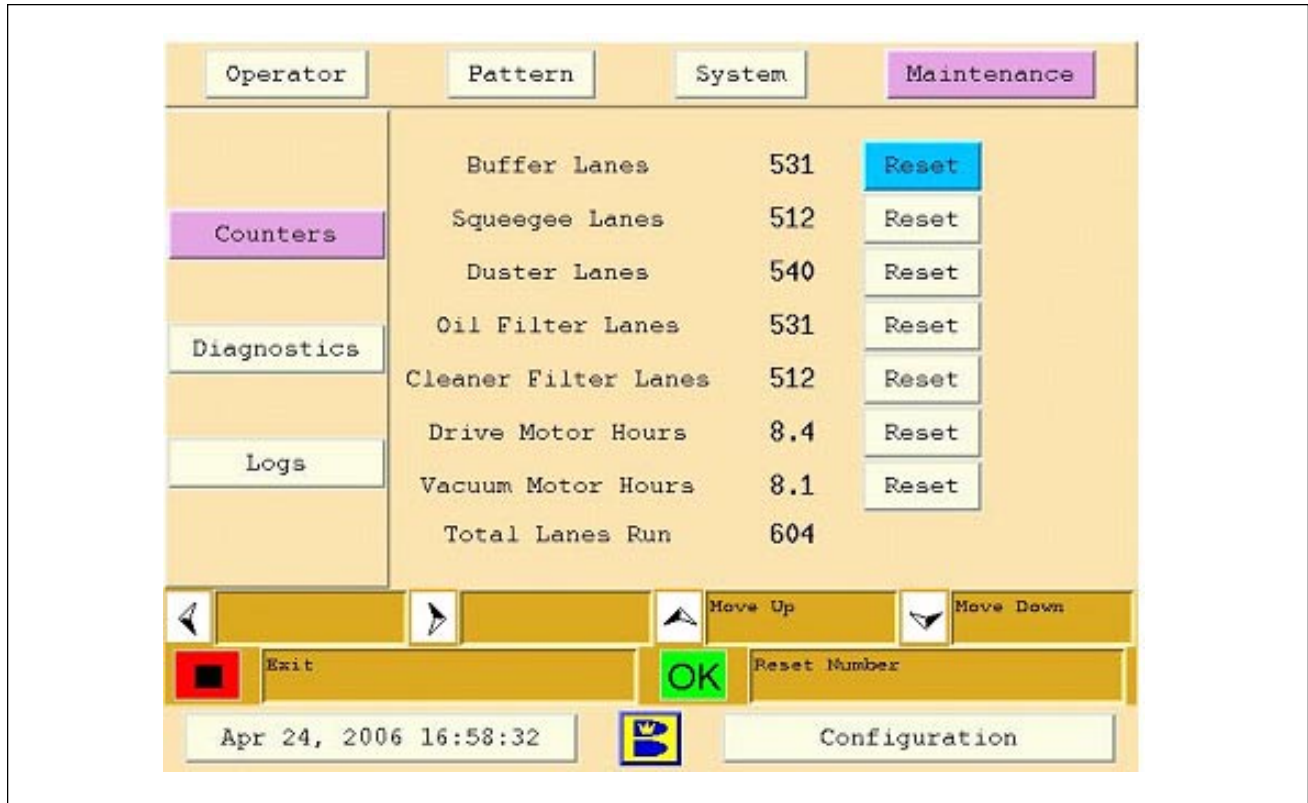 Operator Pattern System Maintenance
Counters
Diagnostics
Logs
Buffer Lanes 531 Reset
Squeegee Lanes 512 Reset
Duster Lanes 540 Reset
Oil Filter Lanes 531 Reset
Cleaner Filter Lanes 512 Reset
Drive Motor Hours 8.4 Reset
Vacuum Motor Hours 8.1 Reset
Total Lanes Run 604
Move Up Move Down
Exit OK Reset Number
Apr 24, 2006 16:58:32 Configuration